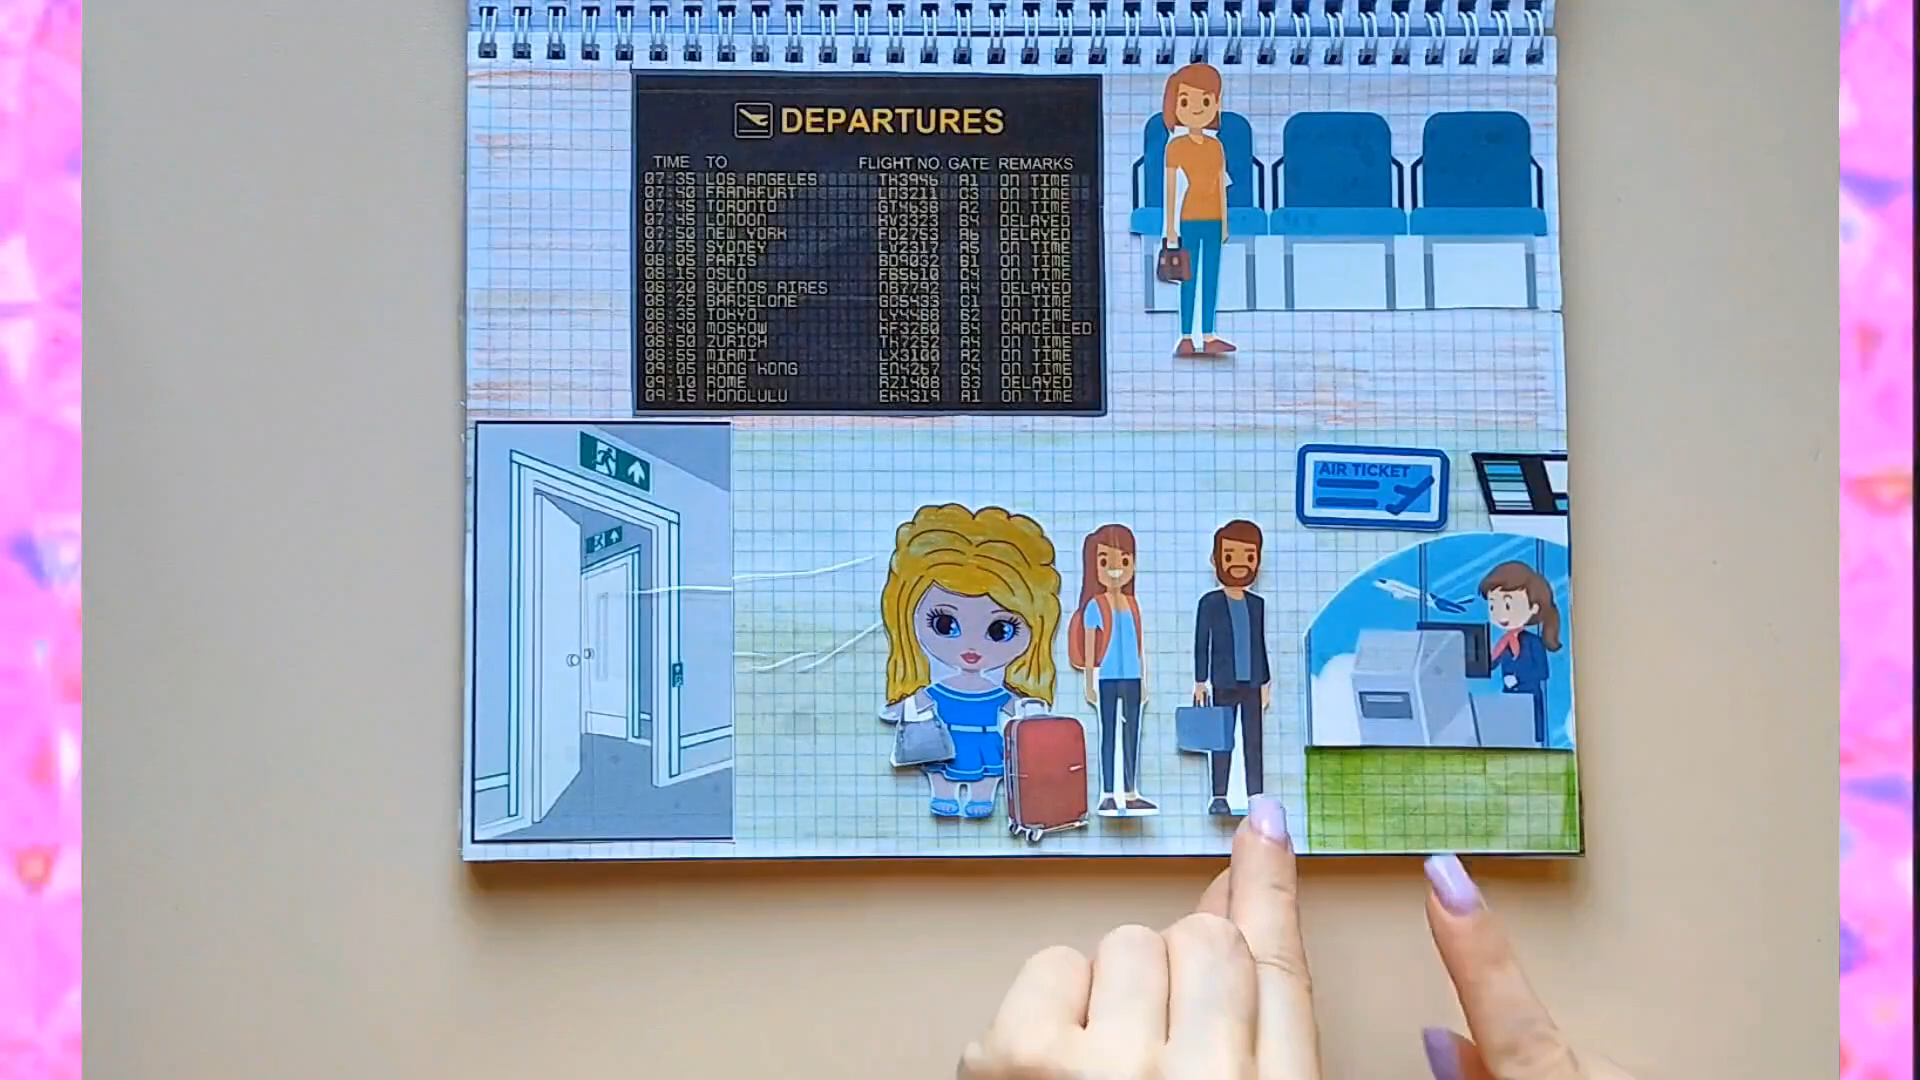 DEPARTURES
TIME TO FLIGHT NO. GATE REMARKS
07:35 LOS ANGELES TK3946 A1 ON TIME
07:40 FRANKFURT LN3211 C3 ON TIME
07:45 TORONTO GT4638 A2 ON TIME
07:45 LONDON KV3323 B4 DELAYED
07:50 NEW YORK FD2753 A6 DELAYED
07:55 SYDNEY LV2317 A5 ON TIME
08:05 PARIS BD9032 B1 ON TIME
08:15 OSLO FB5610 C4 ON TIME
08:20 BUENOS AIRES NB7792 A4 DELAYED
08:25 BARCELONE GC5433 C1 ON TIME
08:35 TOKYO LY4468 B2 ON TIME
08:40 MOSKOW HF3260 B4 CANCELLED
08:50 ZURICH TK7252 A4 ON TIME
08:55 MIAMI LX3100 A2 ON TIME
09:05 HONG KONG EN4267 C4 ON TIME
09:10 ROME RZ1408 B3 DELAYED
09:15 HONOLULU EK4319 A1 ON TIME
AIR TICKET